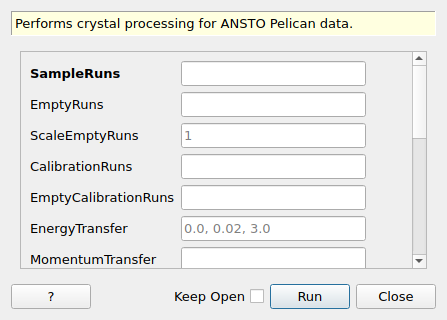 Performs crystal processing for ANSTO Pelican data.
SampleRuns
EmptyRuns
ScaleEmptyRuns 1
CalibrationRuns
EmptyCalibrationRuns
EnergyTransfer 0.0, 0.02, 3.0
MomentumTransfer
? Keep Open Run Close